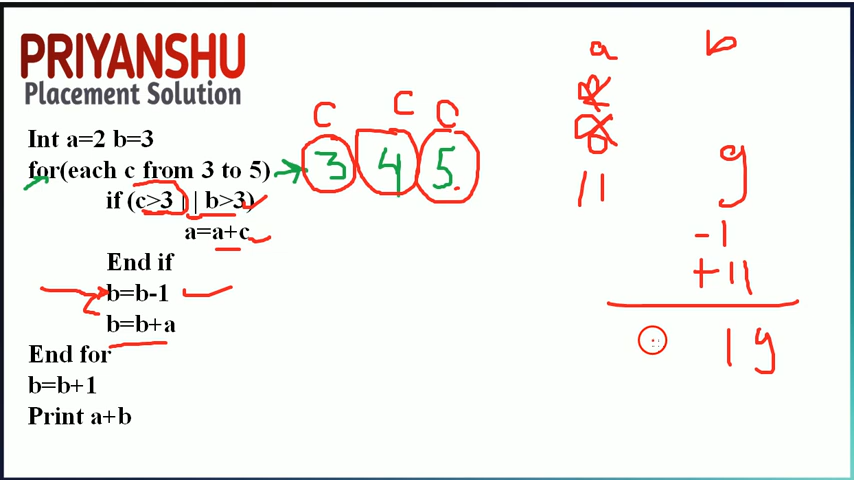 PRIYANSHU
Placement Solution
Int a=2 b=3
for(each c from 3 to 5)
if (c>3 || b>3)
a=a+c
End if
b=b-1
b=b+a
End for
b=b+1
Print a+b
C C C
3 4 5
a b
11
9
-1
+11
19